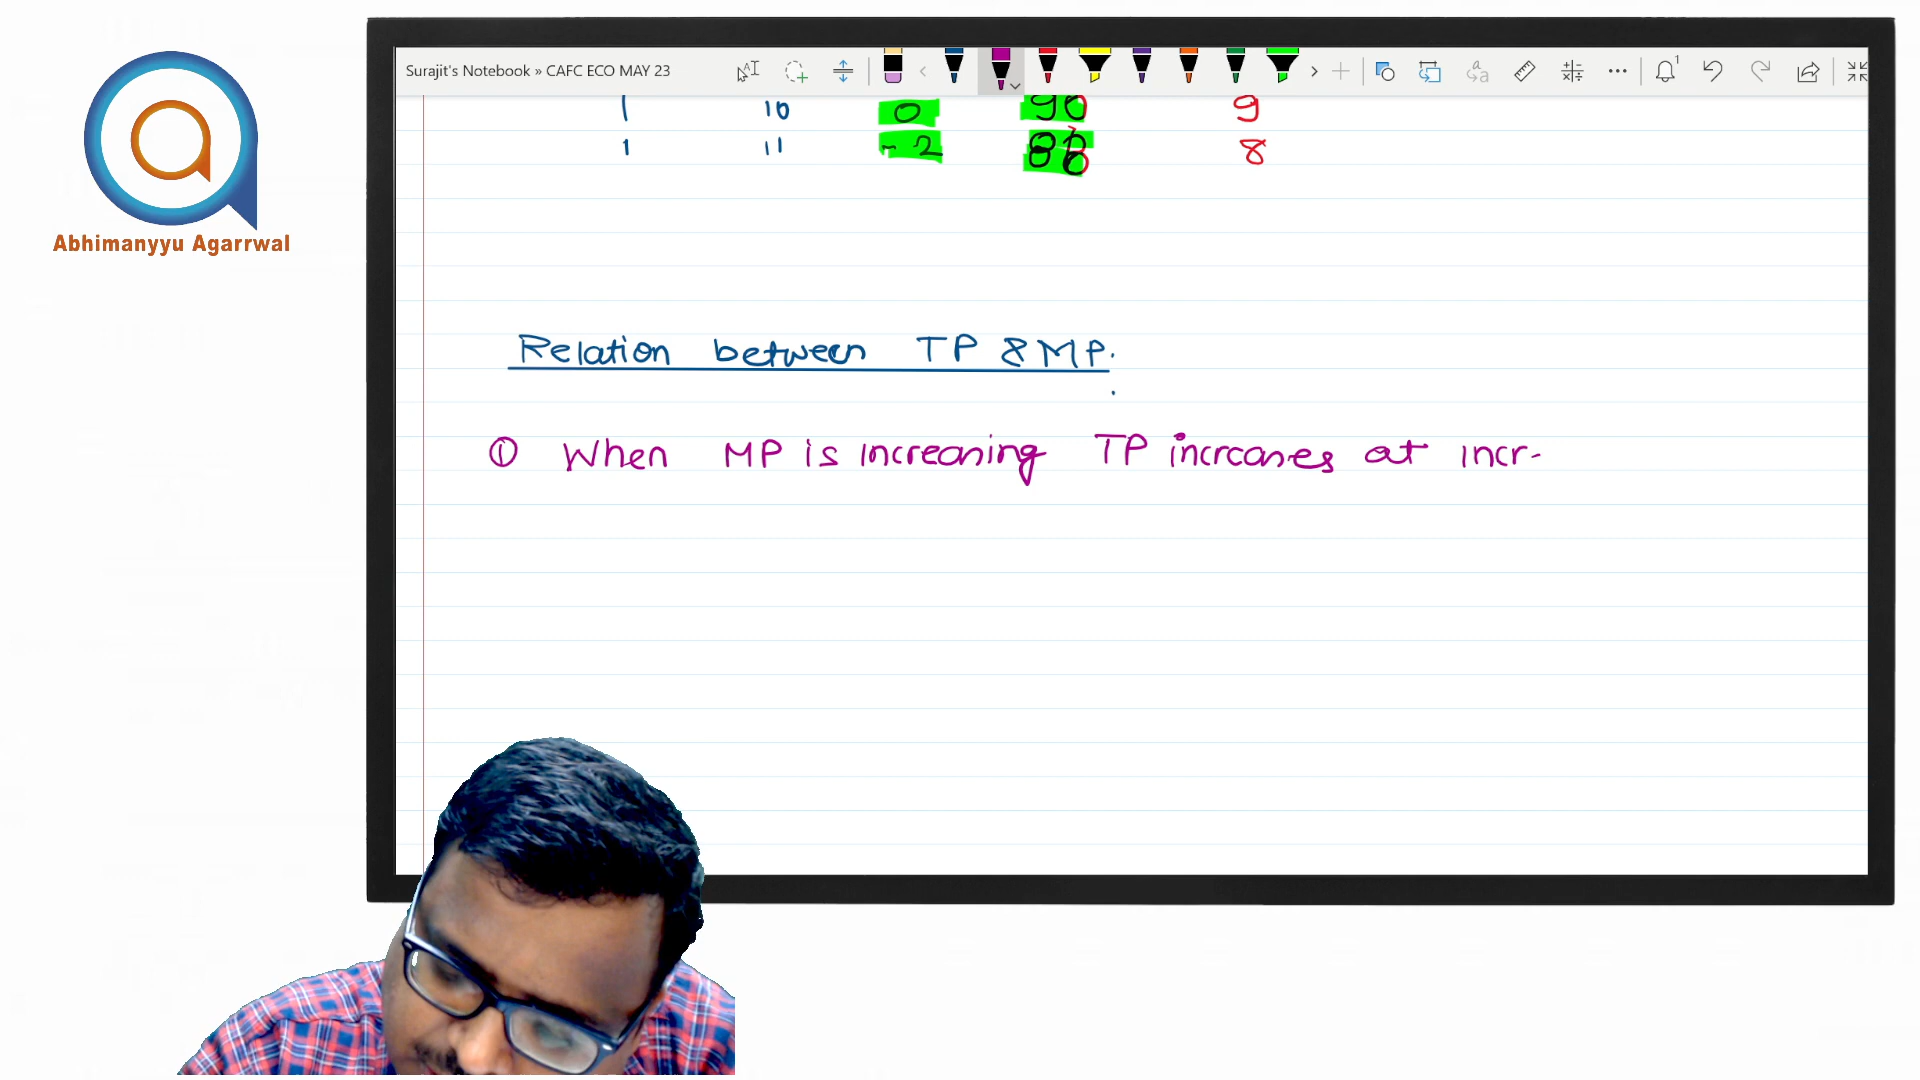 Surajit's Notebook » CAFC ECO MAY 23
1 10 0 90 9
1 11 -2 8
Abhimanyyu Agarrwal
Relation between TP & MP.
① When MP is increasing TP increases at incr-